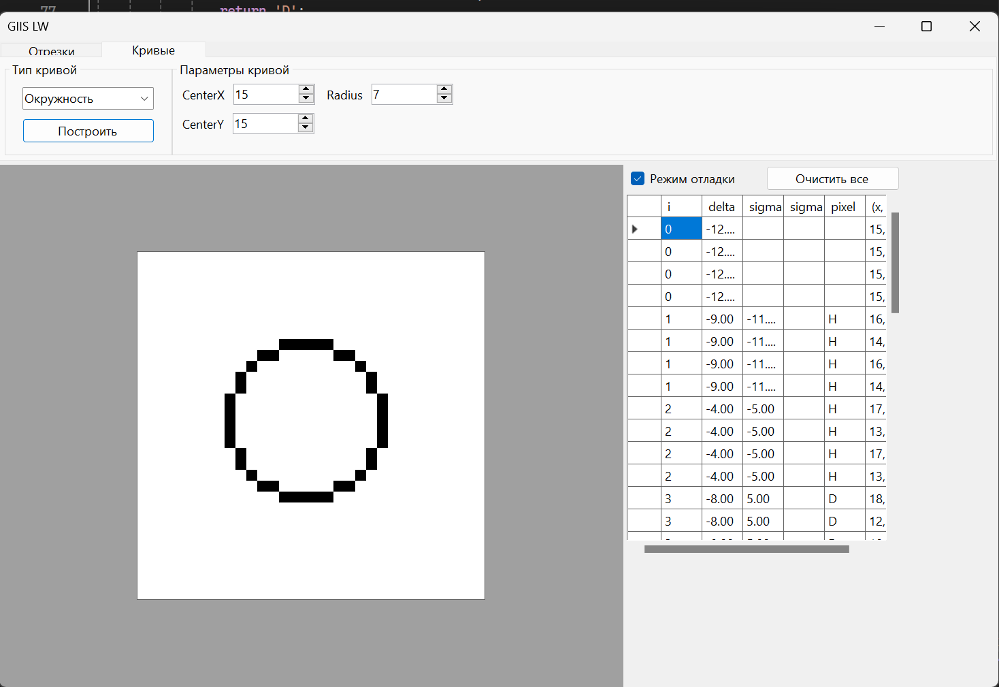 77 return 'D';
GIIS LW
Отрезки Кривые
Тип кривой Параметры кривой
Окружность CenterX 15 Radius 7
Построить CenterY 15
Режим отладки Очистить все
i delta sigma sigma pixel (x,
0 -12.... 15,
0 -12.... 15,
0 -12.... 15,
0 -12.... 15,
1 -9.00 -11.... H 16,
1 -9.00 -11.... H 14,
1 -9.00 -11.... H 16,
1 -9.00 -11.... H 14,
2 -4.00 -5.00 H 17,
2 -4.00 -5.00 H 13,
2 -4.00 -5.00 H 17,
2 -4.00 -5.00 H 13,
3 -8.00 5.00 D 18,
3 -8.00 5.00 D 12,